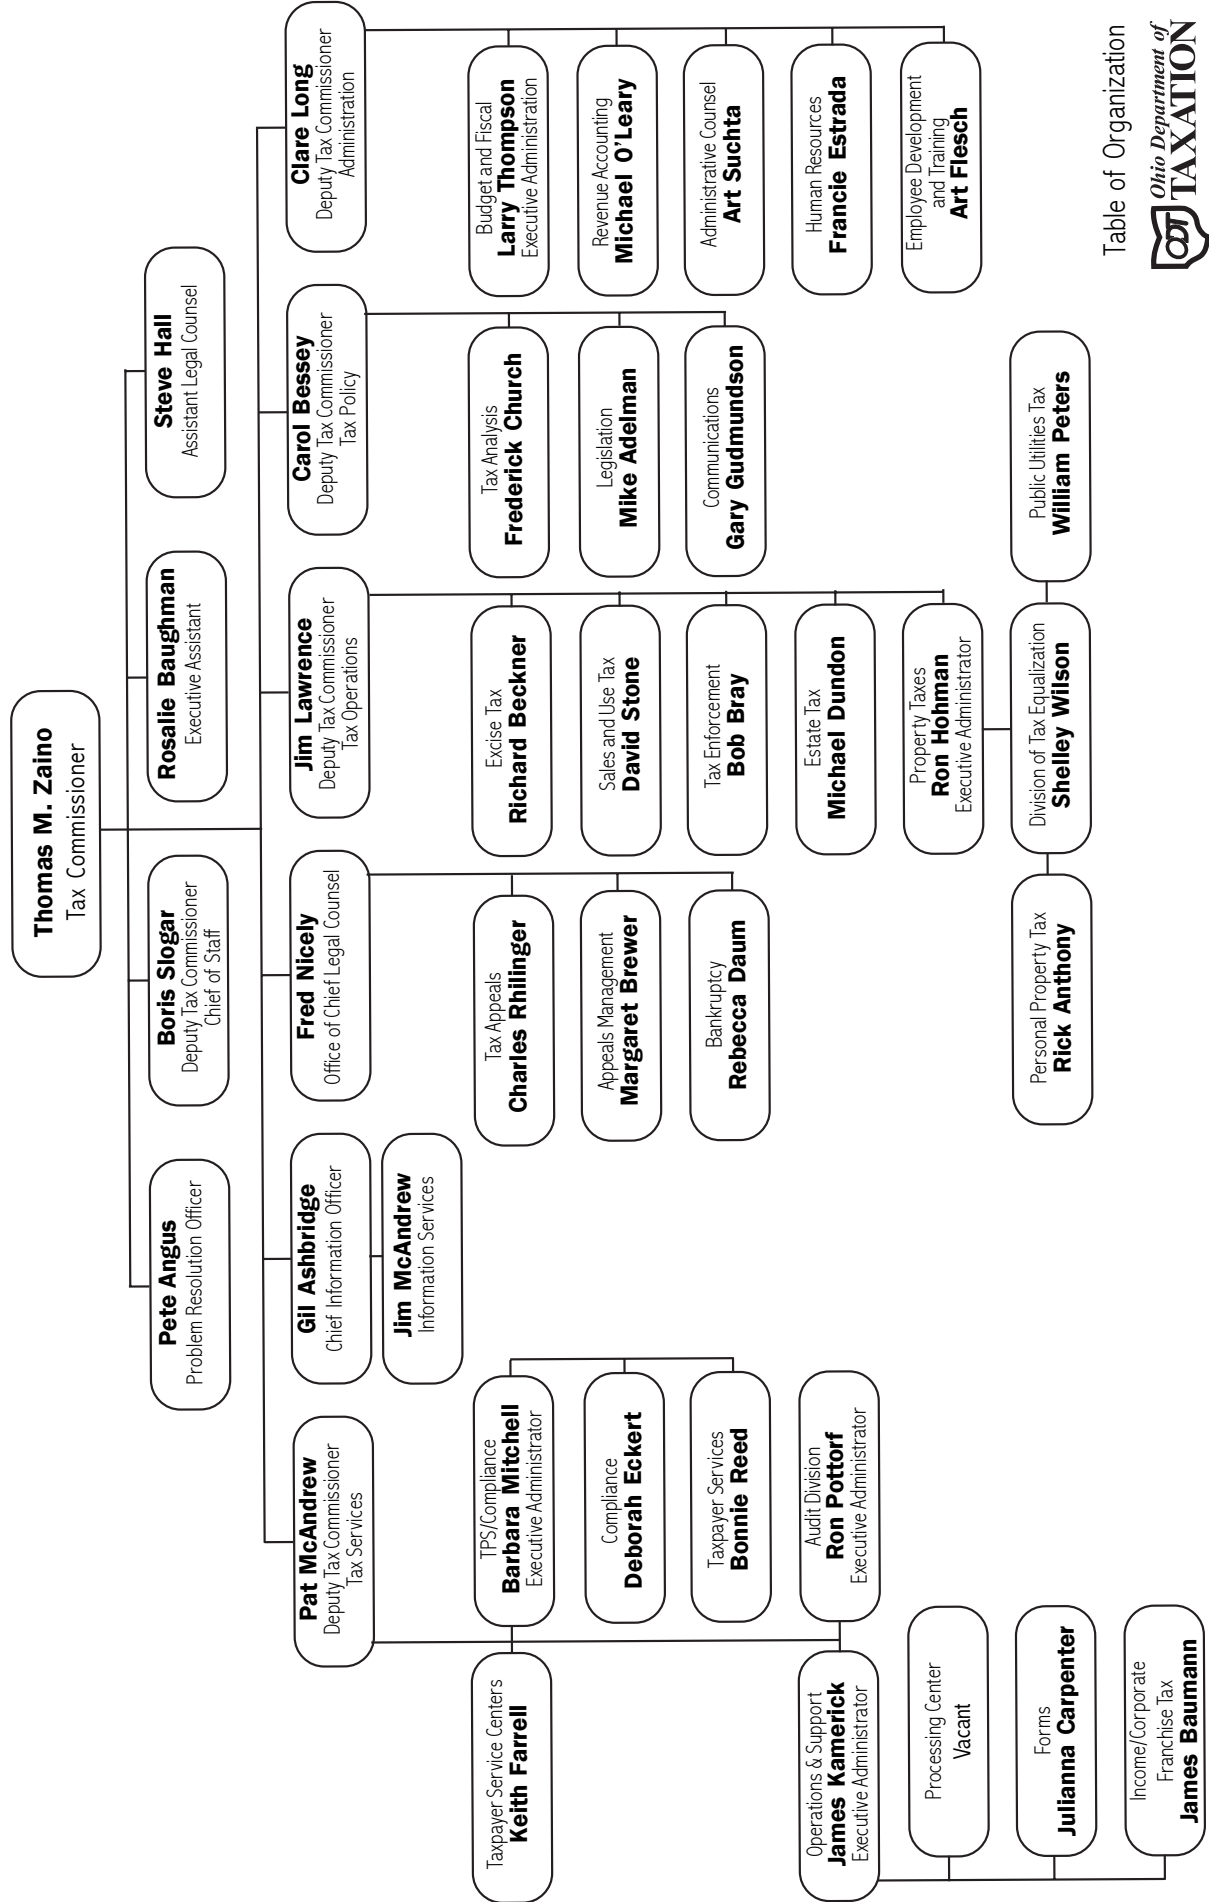 Thomas M. Zaino
Tax Commissioner
Pete Angus
Problem Resolution Officer
Boris Slogar
Deputy Tax Commissioner
Chief of Staff
Rosalie Baughman
Executive Assistant
Steve Hall
Assistant Legal Counsel
Pat McAndrew
Deputy Tax Commissioner
Tax Services
Gil Ashbridge
Chief Information Officer
Jim McAndrew
Information Services
Fred Nicely
Office of Chief Legal Counsel
Jim Lawrence
Deputy Tax Commissioner
Tax Operations
Carol Bessey
Deputy Tax Commissioner
Tax Policy
Clare Long
Deputy Tax Commissioner
Administration
Taxpayer Service Centers
Keith Farrell
TPS/Compliance
Barbara Mitchell
Executive Administrator
Compliance
Deborah Eckert
Taxpayer Services
Bonnie Reed
Audit Division
Ron Pottorf
Executive Administrator
Operations & Support
James Kamerick
Executive Administrator
Processing Center
Vacant
Forms
Julianna Carpenter
Income/Corporate
Franchise Tax
James Baumann
Tax Appeals
Charles Rhilinger
Appeals Management
Margaret Brewer
Bankruptcy
Rebecca Daum
Excise Tax
Richard Beckner
Sales and Use Tax
David Stone
Tax Enforcement
Bob Bray
Estate Tax
Michael Dundon
Property Taxes
Ron Hohman
Executive Administrator
Personal Property Tax
Rick Anthony
Division of Tax Equalization
Shelley Wilson
Public Utilities Tax
William Peters
Tax Analysis
Frederick Church
Legislation
Mike Adelman
Communications
Gary Gudmundson
Budget and Fiscal
Larry Thompson
Executive Administration
Revenue Accounting
Michael O'Leary
Administrative Counsel
Art Suchta
Human Resources
Francie Estrada
Employee Development
and Training
Art Flesch
Table of Organization
ODT
Ohio Department of
TAXATION